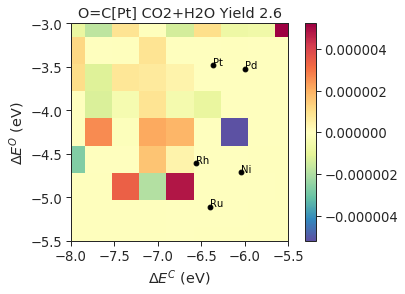 O=C[Pt] CO2+H2O Yield 2.6
−3.0
−3.5
−4.0
−4.5
−5.0
−5.5
ΔE^O (eV)
Pt
Pd
Rh
Ni
Ru
−8.0 −7.5 −7.0 −6.5 −6.0 −5.5
ΔE^C (eV)
0.000004
0.000002
0.000000
−0.000002
−0.000004